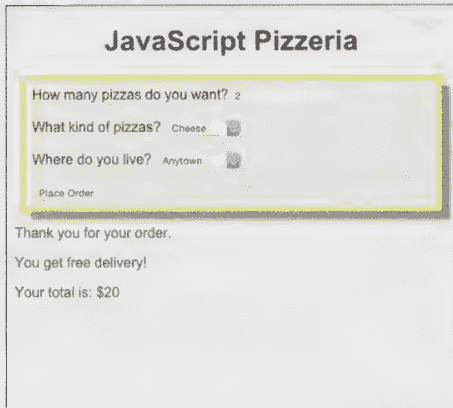 JavaScript Pizzeria
How many pizzas do you want? 2
What kind of pizzas? Cheese
Where do you live? Anytown
Place Order
Thank you for your order.
You get free delivery!
Your total is: $20